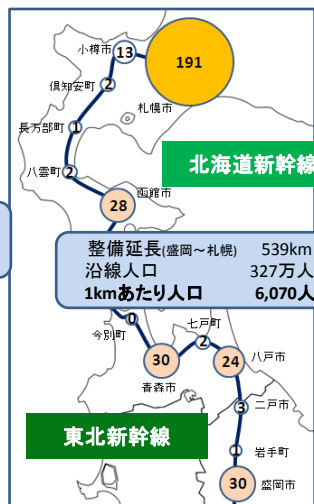 小樽市
13
191
倶知安町
2
札幌市
長万部町
1
北海道新幹線
八雲町
2
函館市
28
整備延長(盛岡～札幌) 539km
沿線人口 327万人
1kmあたり人口 6,070人
0
今別町
七戸町
2
30
24
八戸市
青森市
3
二戸市
東北新幹線
1
岩手町
30
盛岡市